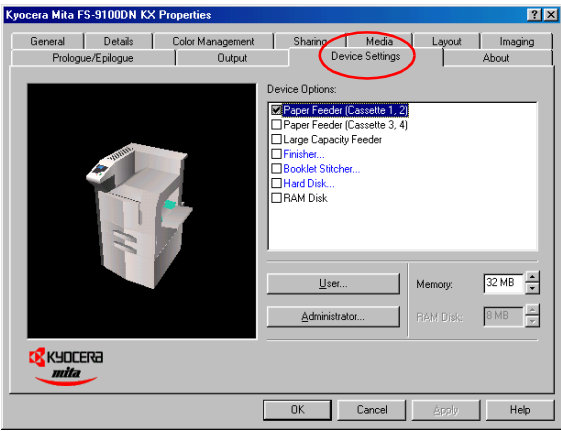 Kyocera Mita FS-9100DN KX Properties
General Details Color Management Sharing Media Layout Imaging
Prologue/Epilogue Output Device Settings About
Device Options:
Paper Feeder (Cassette 1, 2)
Paper Feeder (Cassette 3, 4)
Large Capacity Feeder
Finisher...
Booklet Stitcher...
Hard Disk...
RAM Disk
User... Memory: 32 MB
Administrator... RAM Disk: 8 MB
KYOCERA
mita
OK Cancel Apply Help